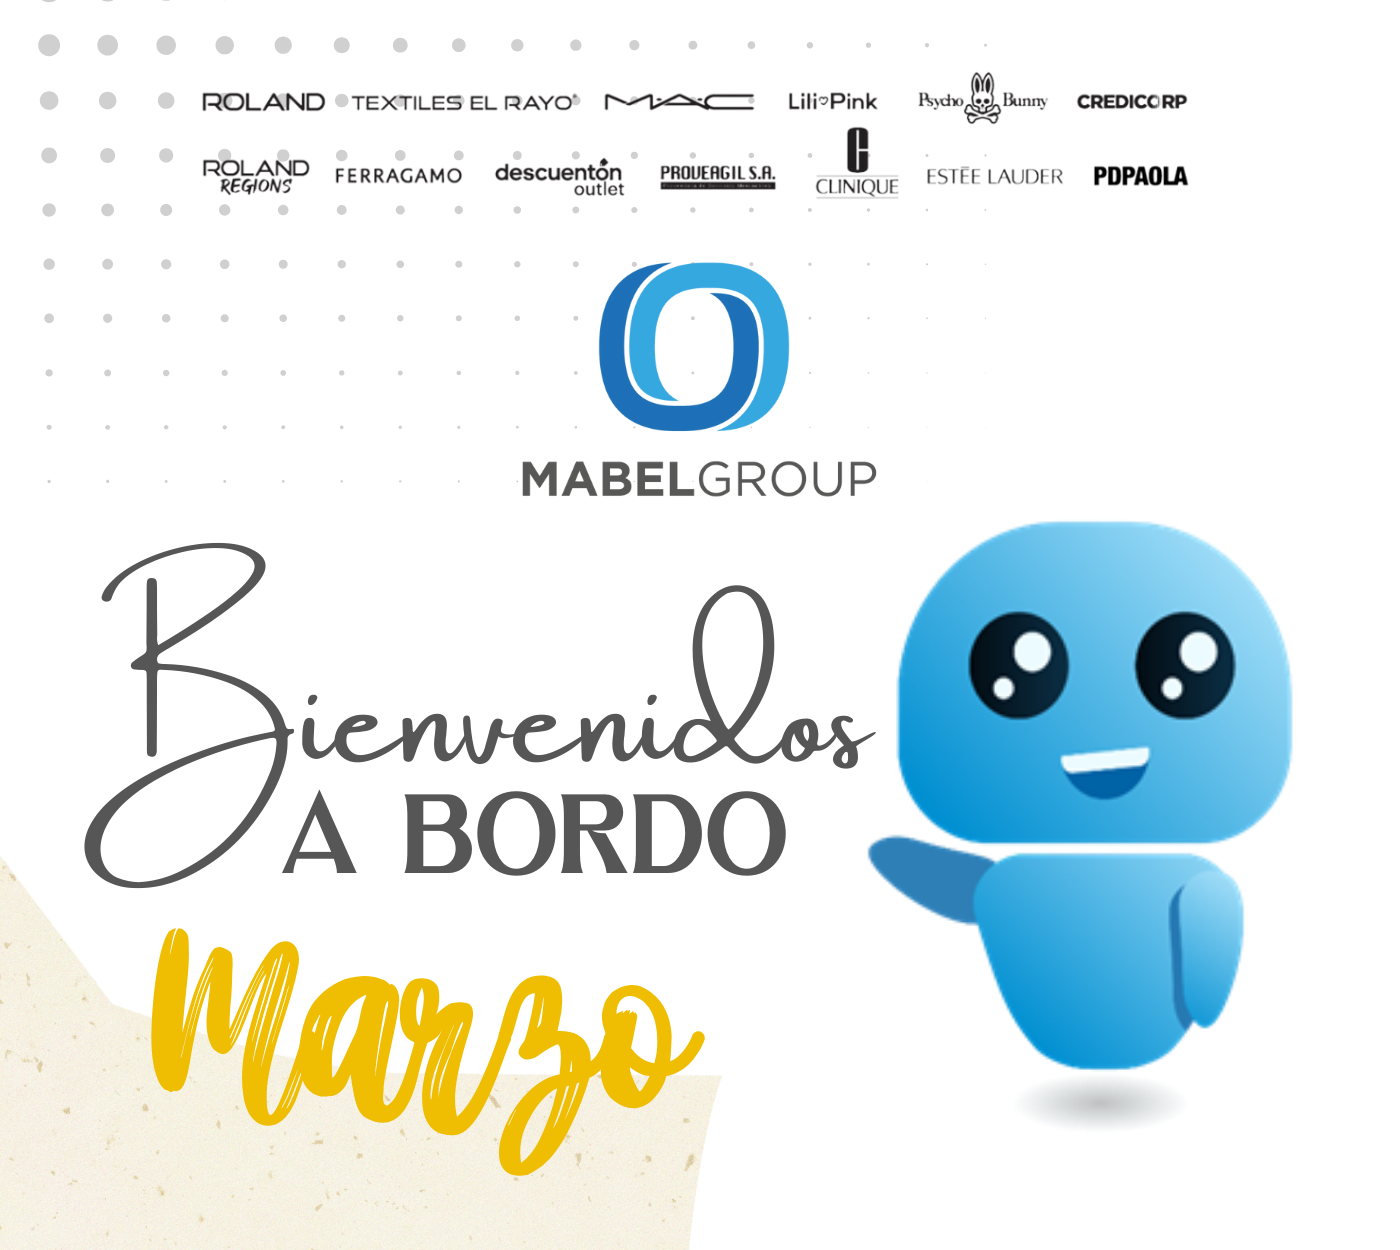 ROLAND TEXTILES EL RAYO® MAC Lili♡Pink Psycho Bunny CREDICORP
ROLAND REGIONS FERRAGAMO descuentón outlet PROVEAGIL S.A. C CLINIQUE ESTĒE LAUDER PDPAOLA
MABELGROUP
Bienvenidos
A BORDO
Marzo